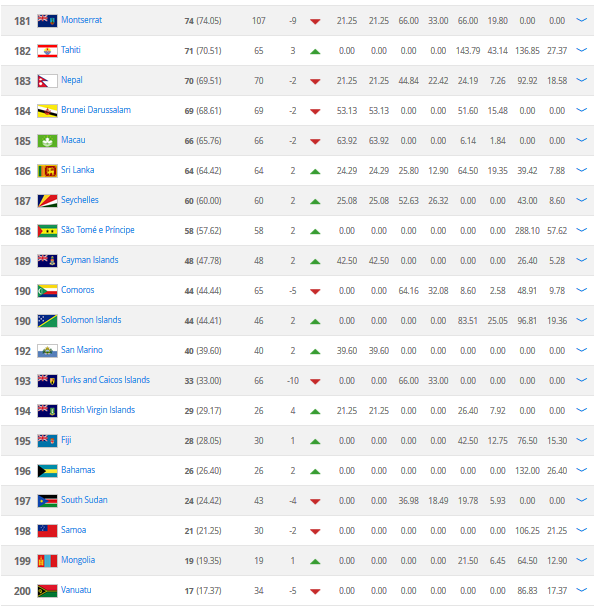 181 Montserrat 74 (74.05) 107 -9 21.25 21.25 66.00 33.00 66.00 19.80 0.00 0.00
182 Tahiti 71 (70.51) 65 3 0.00 0.00 0.00 0.00 143.79 43.14 136.85 27.37
183 Nepal 70 (69.51) 70 -2 21.25 21.25 44.84 22.42 24.19 7.26 92.92 18.58
184 Brunei Darussalam 69 (68.61) 69 -2 53.13 53.13 0.00 0.00 51.60 15.48 0.00 0.00
185 Macau 66 (65.76) 66 -2 63.92 63.92 0.00 0.00 6.14 1.84 0.00 0.00
186 Sri Lanka 64 (64.42) 64 2 24.29 24.29 25.80 12.90 64.50 19.35 39.42 7.88
187 Seychelles 60 (60.00) 60 2 25.08 25.08 52.63 26.32 0.00 0.00 43.00 8.60
188 São Tomé e Príncipe 58 (57.62) 58 2 0.00 0.00 0.00 0.00 0.00 0.00 288.10 57.62
189 Cayman Islands 48 (47.78) 48 2 42.50 42.50 0.00 0.00 0.00 0.00 26.40 5.28
190 Comoros 44 (44.44) 65 -5 0.00 0.00 64.16 32.08 8.60 2.58 48.91 9.78
190 Solomon Islands 44 (44.41) 46 2 0.00 0.00 0.00 0.00 83.51 25.05 96.81 19.36
192 San Marino 40 (39.60) 40 2 39.60 39.60 0.00 0.00 0.00 0.00 0.00 0.00
193 Turks and Caicos Islands 33 (33.00) 66 -10 0.00 0.00 66.00 33.00 0.00 0.00 0.00 0.00
194 British Virgin Islands 29 (29.17) 26 4 21.25 21.25 0.00 0.00 26.40 7.92 0.00 0.00
195 Fiji 28 (28.05) 30 1 0.00 0.00 0.00 0.00 42.50 12.75 76.50 15.30
196 Bahamas 26 (26.40) 26 2 0.00 0.00 0.00 0.00 0.00 0.00 132.00 26.40
197 South Sudan 24 (24.42) 43 -4 0.00 0.00 36.98 18.49 19.78 5.93 0.00 0.00
198 Samoa 21 (21.25) 30 -2 0.00 0.00 0.00 0.00 0.00 0.00 106.25 21.25
199 Mongolia 19 (19.35) 19 1 0.00 0.00 0.00 0.00 21.50 6.45 64.50 12.90
200 Vanuatu 17 (17.37) 34 -5 0.00 0.00 0.00 0.00 0.00 0.00 86.83 17.37